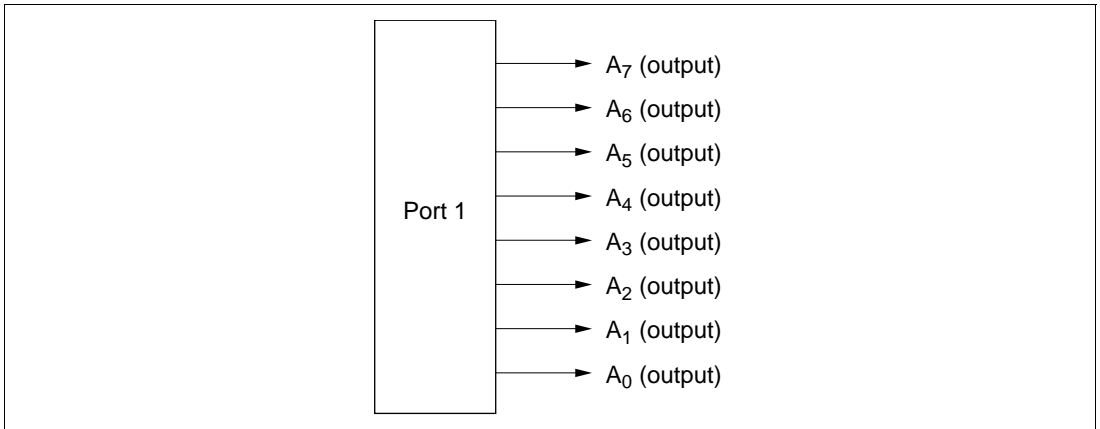 A7 (output)
A6 (output)
A5 (output)
A4 (output)
Port 1
A3 (output)
A2 (output)
A1 (output)
A0 (output)